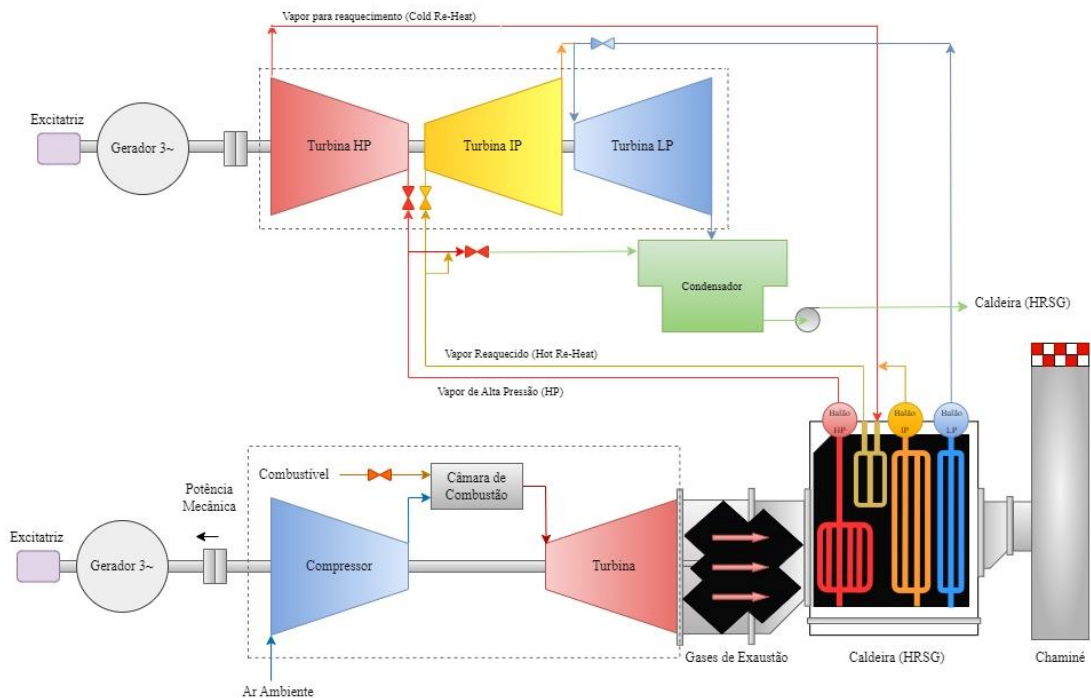 Vapor para reaquecimento (Cold Re-Heat)
Excitatriz
Gerador 3~
Turbina HP
Turbina IP
Turbina LP
Condensador
Caldeira (HRSG)
Vapor Reaquecido (Hot Re-Heat)
Vapor de Alta Pressão (HP)
Balão
HP
Balão
IP
Balão
LP
Combustível
Câmara de
Combustão
Potência
Mecânica
Excitatriz
Gerador 3~
Compressor
Turbina
Gases de Exaustão
Caldeira (HRSG)
Chaminé
Ar Ambiente